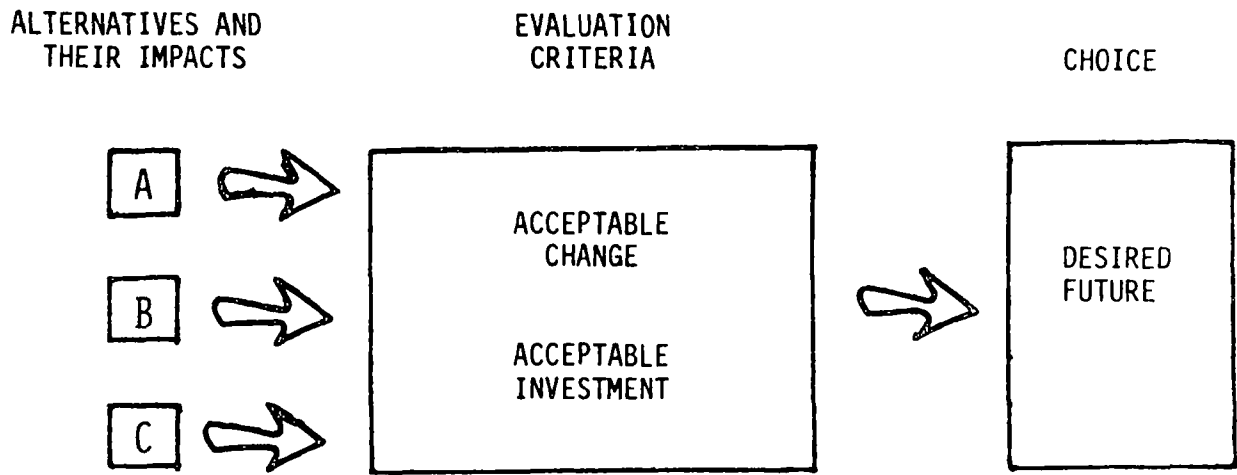 ALTERNATIVES AND
THEIR IMPACTS
EVALUATION
CRITERIA
CHOICE
A
B
C
ACCEPTABLE
CHANGE
ACCEPTABLE
INVESTMENT
DESIRED
FUTURE